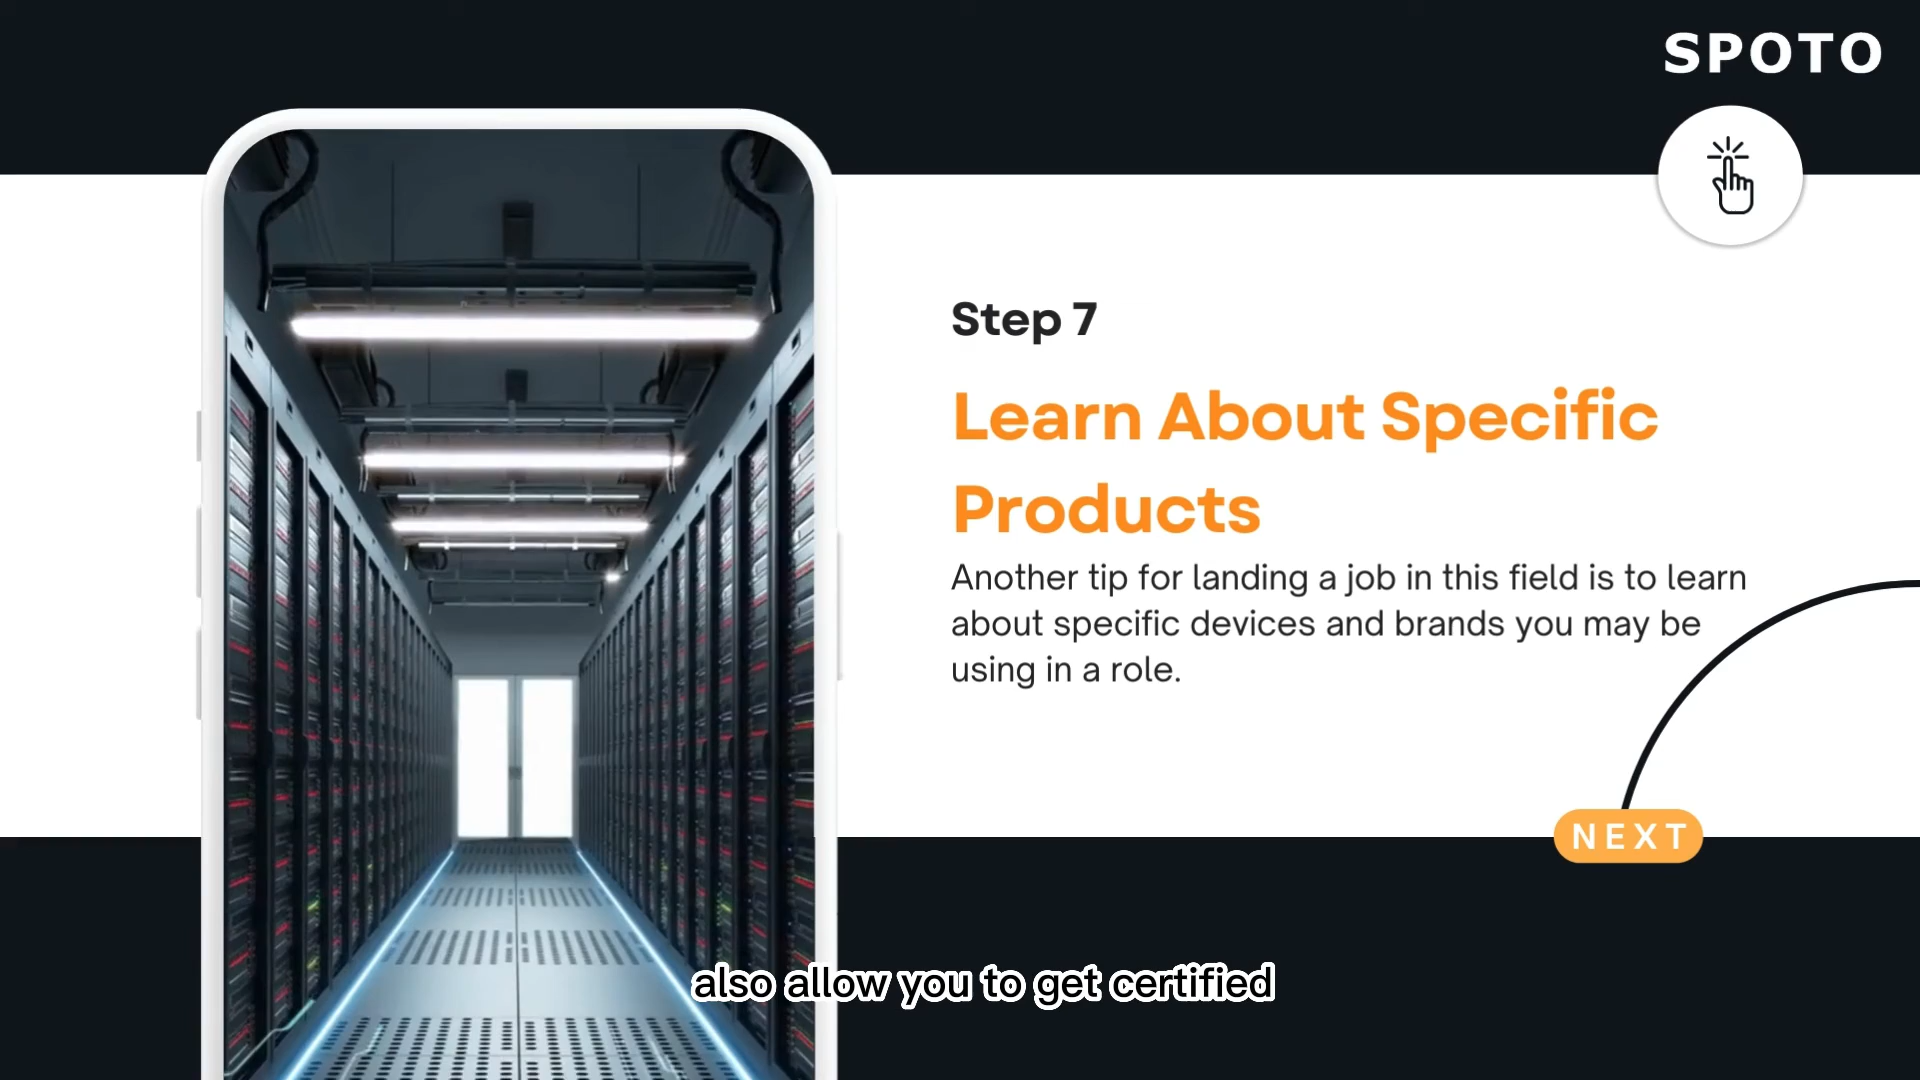 SPOTO
Step 7
Learn About Specific
Products
Another tip for landing a job in this field is to learn
about specific devices and brands you may be
using in a role.
NEXT
also allow you to get certified